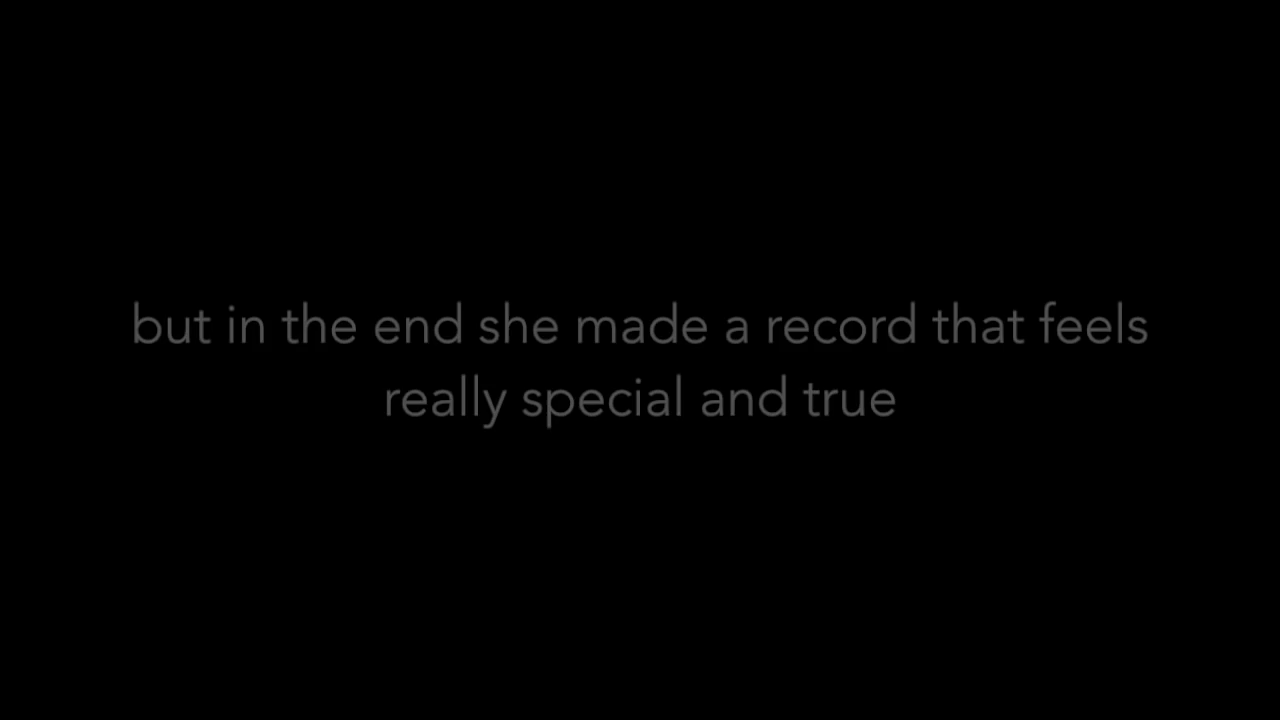 but in the end she made a record that feels
really special and true